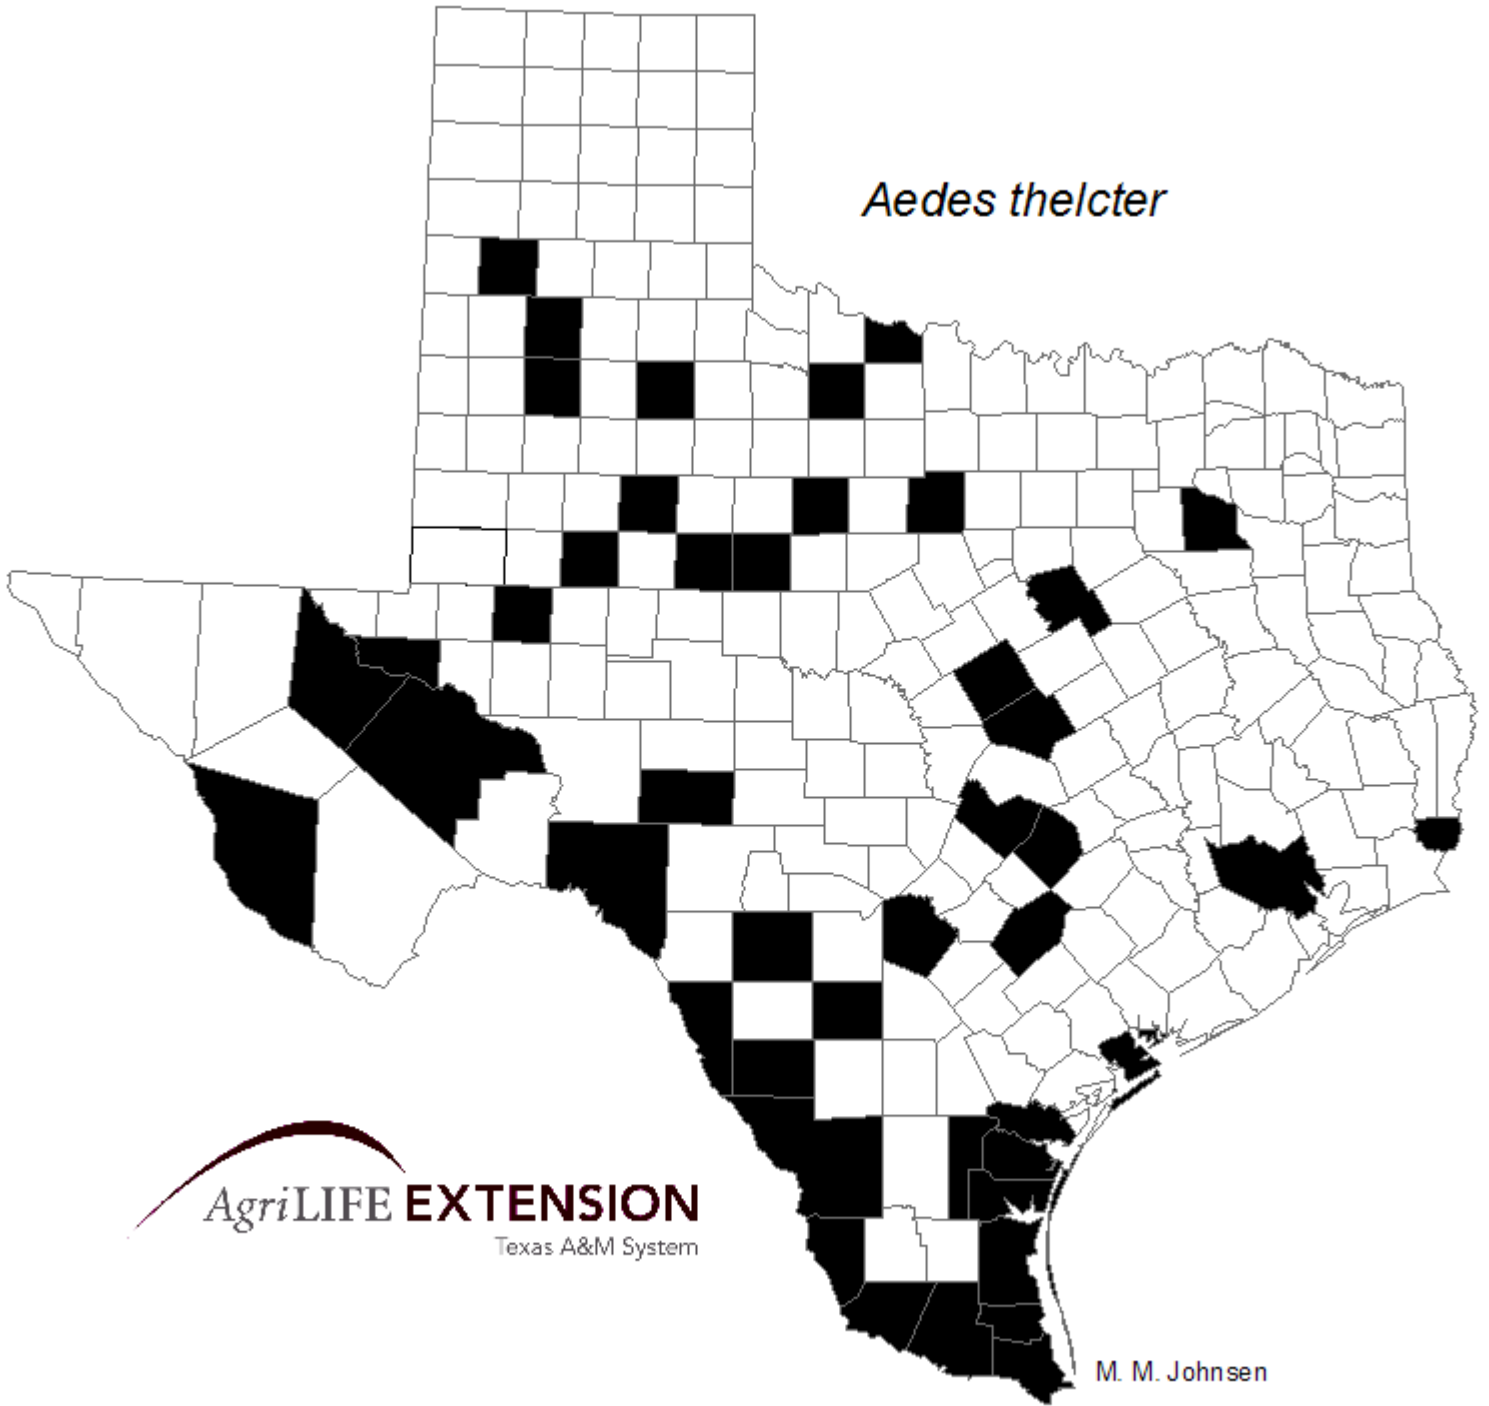 Aedes thelcter
AgriLIFE EXTENSION
Texas A&M System
M. M. Johnsen